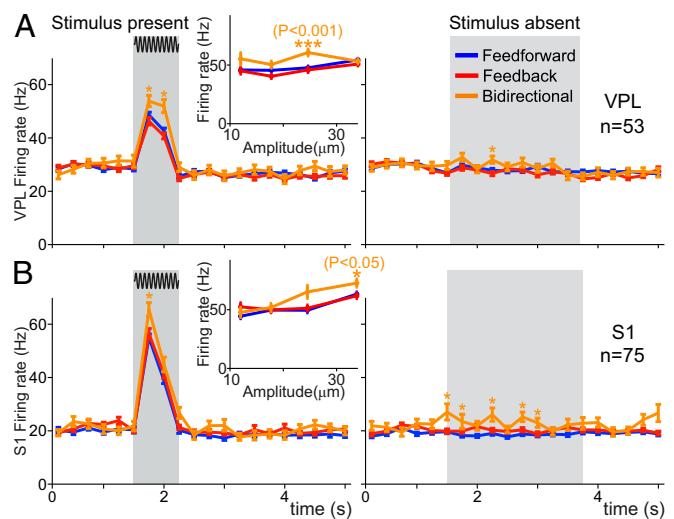 A
Stimulus present
Stimulus absent
(P<0.001)
***
Firing rate (Hz)
50
0
10
20
30
Amplitude(μm)
VPL Firing rate (Hz)
60
40
20
0
*
*
Feedforward
Feedback
Bidirectional
*
VPL
n=53
B
(P<0.05)
*
Firing rate (Hz)
50
0
10
20
30
Amplitude(μm)
S1 Firing rate (Hz)
60
40
20
0
*
*
*
*
*
*
S1
n=75
0
2
4
time (s)
0
2
4
time (s)